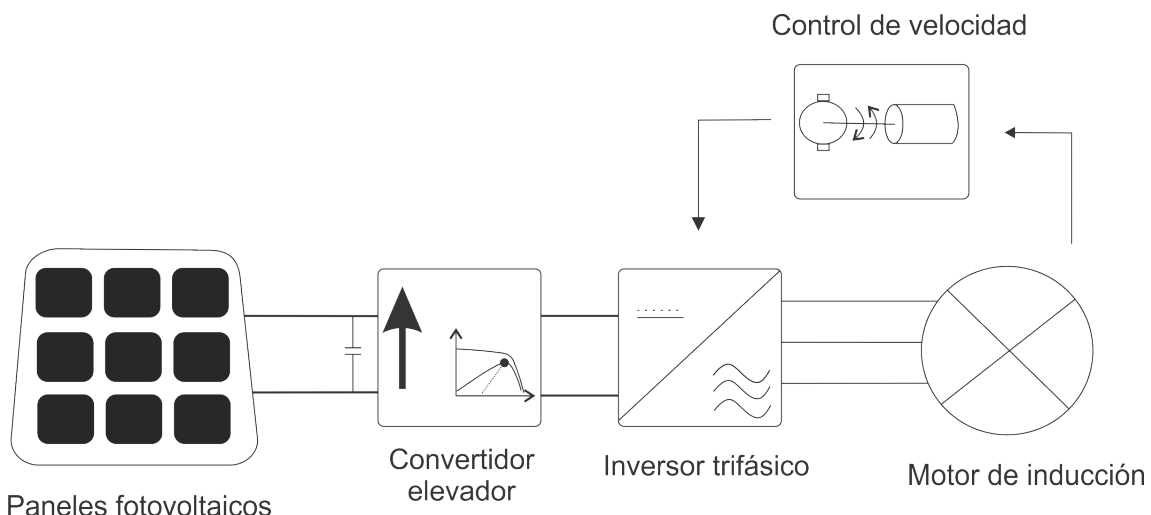 Control de velocidad
Convertidor
elevador
Inversor trifásico
Motor de inducción
Paneles fotovoltaicos